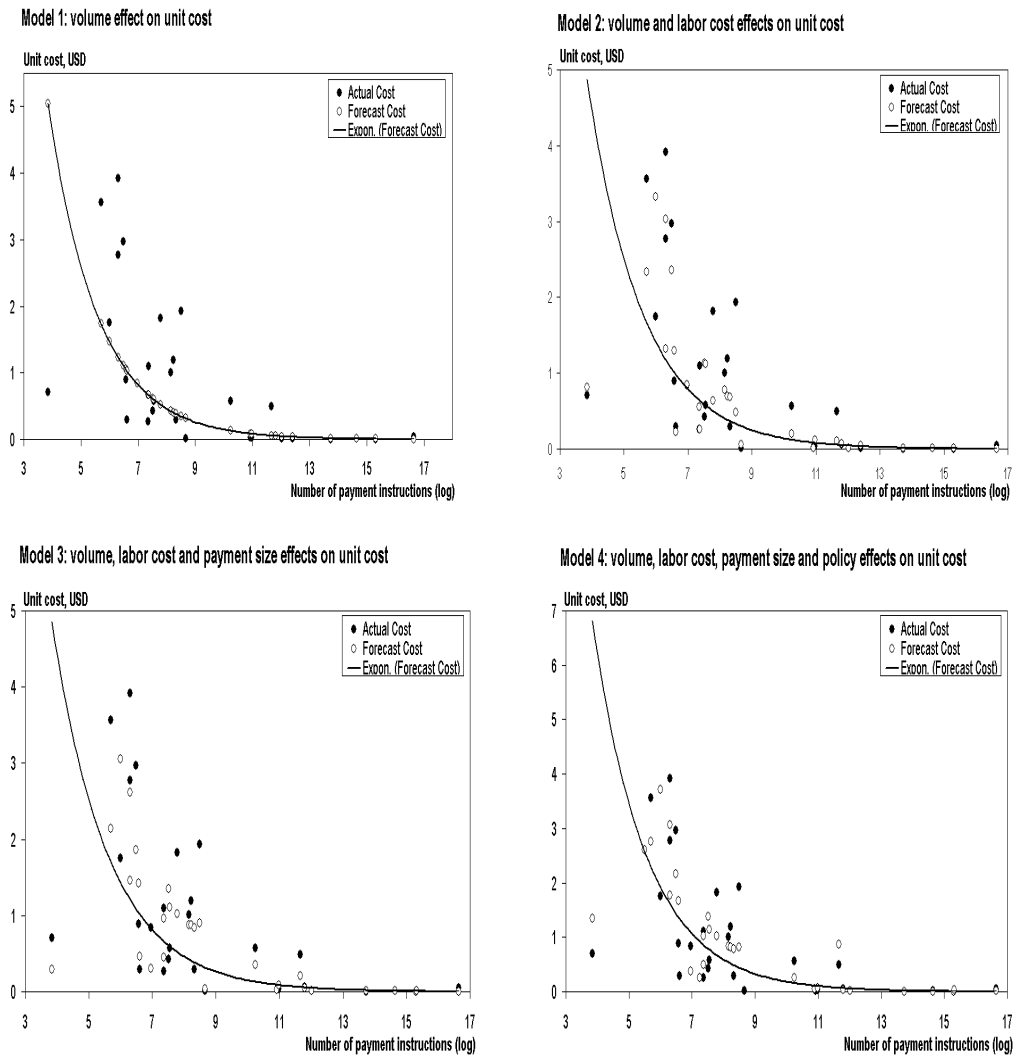 Model 1: volume effect on unit cost
Unit cost, USD
Actual Cost
Forecast Cost
Expon. (Forecast Cost)
5
4
3
2
1
0
3 5 7 9 11 13 15 17
Number of payment instructions (log)
Model 2: volume and labor cost effects on unit cost
Unit cost, USD
Actual Cost
Forecast Cost
Expon. (Forecast Cost)
5
4
3
2
1
0
3 5 7 9 11 13 15 17
Number of payment instructions (log)
Model 3: volume, labor cost and payment size effects on unit cost
Unit cost, USD
Actual Cost
Forecast Cost
Expon. (Forecast Cost)
5
4
3
2
1
0
3 5 7 9 11 13 15 17
Number of payment instructions (log)
Model 4: volume, labor cost, payment size and policy effects on unit cost
Unit cost, USD
Actual Cost
Forecast Cost
Expon. (Forecast Cost)
7
6
5
4
3
2
1
0
3 5 7 9 11 13 15 17
Number of payment instructions (log)